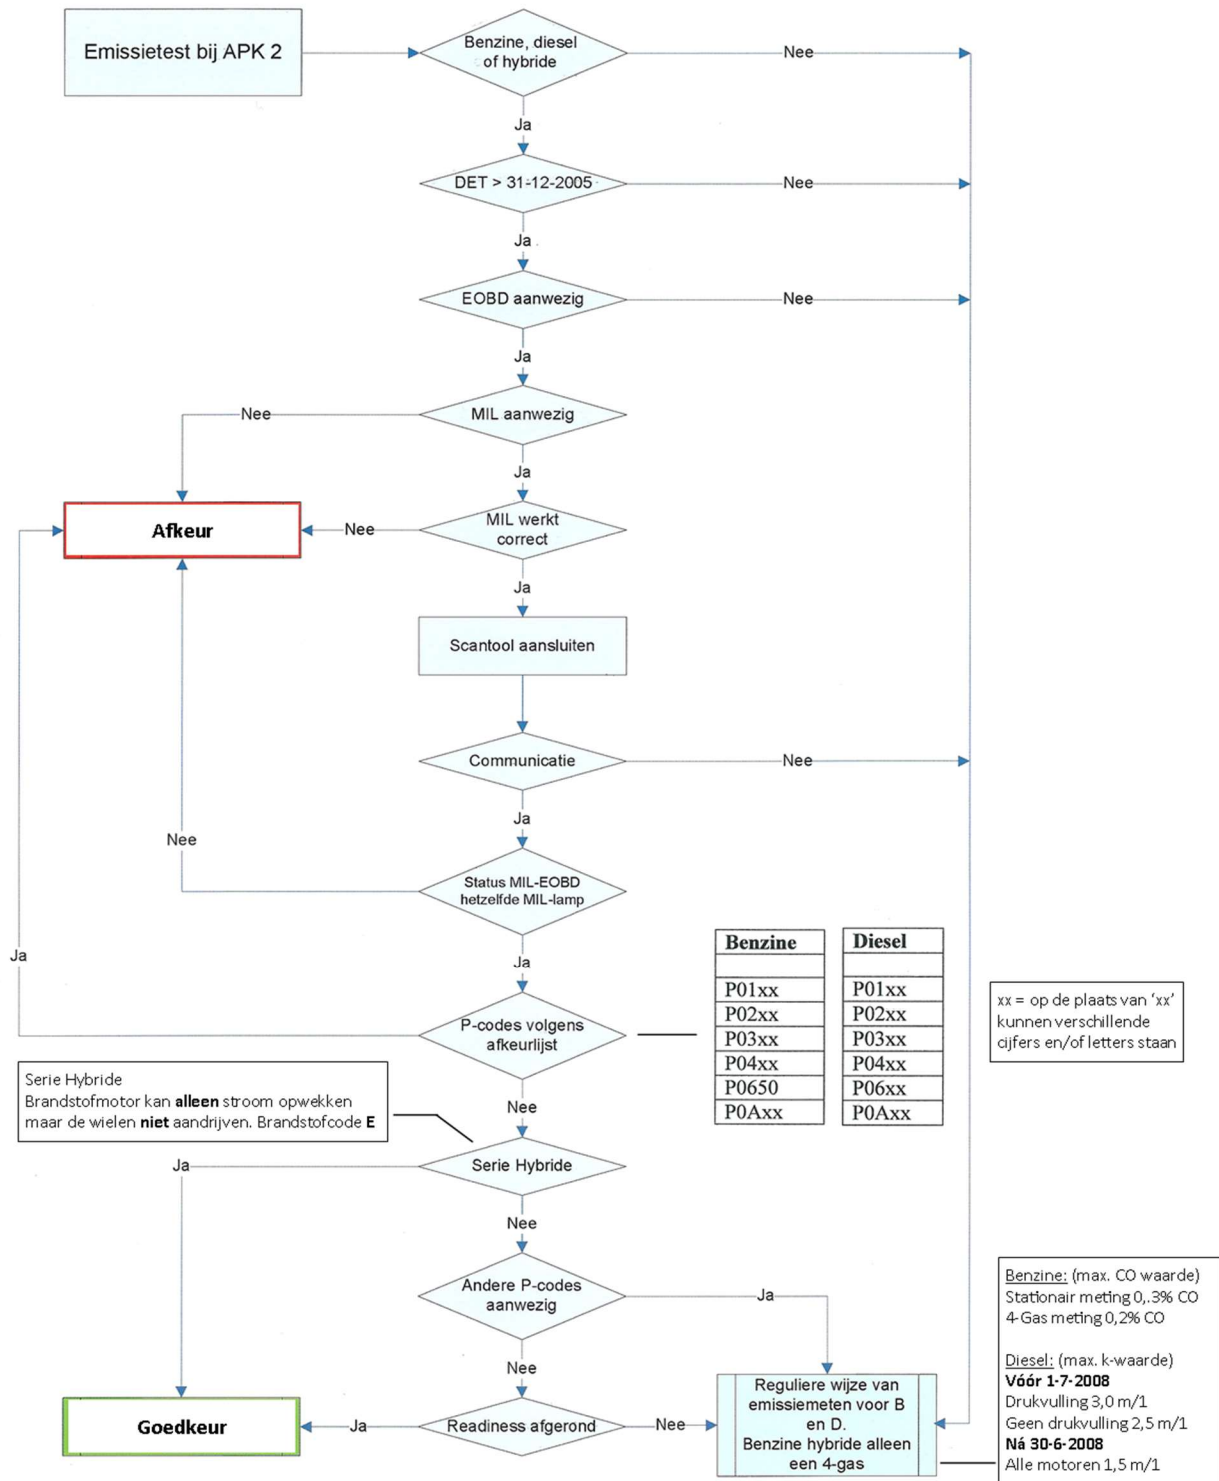 Emissietest bij APK 2
Benzine, diesel
of hybride
Nee
Ja
DET > 31-12-2005
Nee
Ja
EOBD aanwezig
Nee
Ja
MIL aanwezig
Nee
Ja
Afkeur
Nee
MIL werkt
correct
Ja
Scantool aansluiten
Communicatie
Nee
Ja
Nee
Status MIL-EOBD
hetzelfde MIL-lamp
Ja
Ja
P-codes volgens
afkeurlijst
Benzine
P01xx
P02xx
P03xx
P04xx
P0650
P0Axx
Diesel
P01xx
P02xx
P03xx
P04xx
P06xx
P0Axx
xx = op de plaats van ‘xx’
kunnen verschillende
cijfers en/of letters staan
Serie Hybride
Brandstofmotor kan alleen stroom opwekken
maar de wielen niet aandrijven. Brandstofcode E
Nee
Ja
Serie Hybride
Nee
Andere P-codes
aanwezig
Ja
Nee
Goedkeur
Ja
Readiness afgerond
Nee
Reguliere wijze van
emissiemeten voor B
en D.
Benzine hybride alleen
een 4-gas
Benzine: (max. CO waarde)
Stationair meting 0,.3% CO
4-Gas meting 0,2% CO
Diesel: (max. k-waarde)
Vóór 1-7-2008
Drukvulling 3,0 m/1
Geen drukvulling 2,5 m/1
Ná 30-6-2008
Alle motoren 1,5 m/1